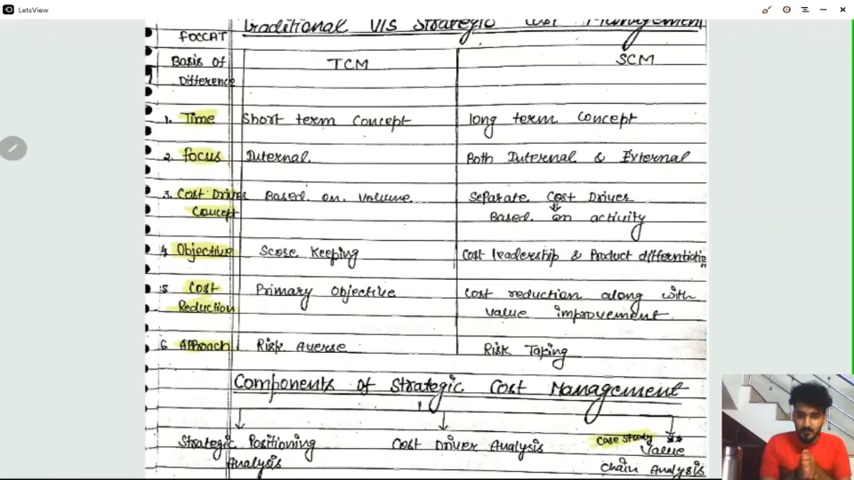 LetsView
Traditional V/S Strategic Cost Management
FOCCAT
Basis of Difference
TCM
SCM
1. Time
Short term concept
long term concept
2. Focus
Internal.
Both Internal & External
3. Cost Driver Concept
Based on Volume.
Separate Cost Driver
Based on activity
4. Objective
Score Keeping
Cost leadership & Product differntiation
5. Cost Reduction
Primary Objective
Cost reduction along with
value improvement
6. Approach
Risk Averse
Risk Taping
Components of Strategic Cost Management
Strategic Positioning Analysis
Cost Driver Analysis
Case Study **
Value
Chain Analysis